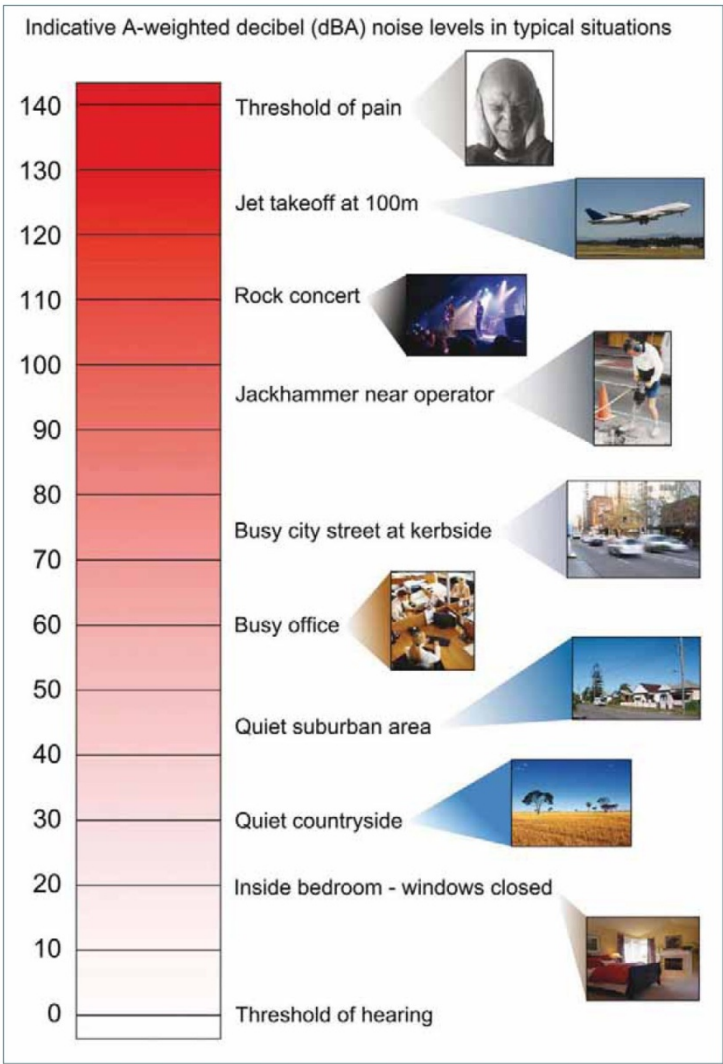 Indicative A-weighted decibel (dBA) noise levels in typical situations
140
Threshold of pain
130
Jet takeoff at 100m
120
110
Rock concert
100
Jackhammer near operator
90
80
Busy city street at kerbside
70
60
Busy office
50
Quiet suburban area
40
30
Quiet countryside
20
Inside bedroom - windows closed
10
0
Threshold of hearing